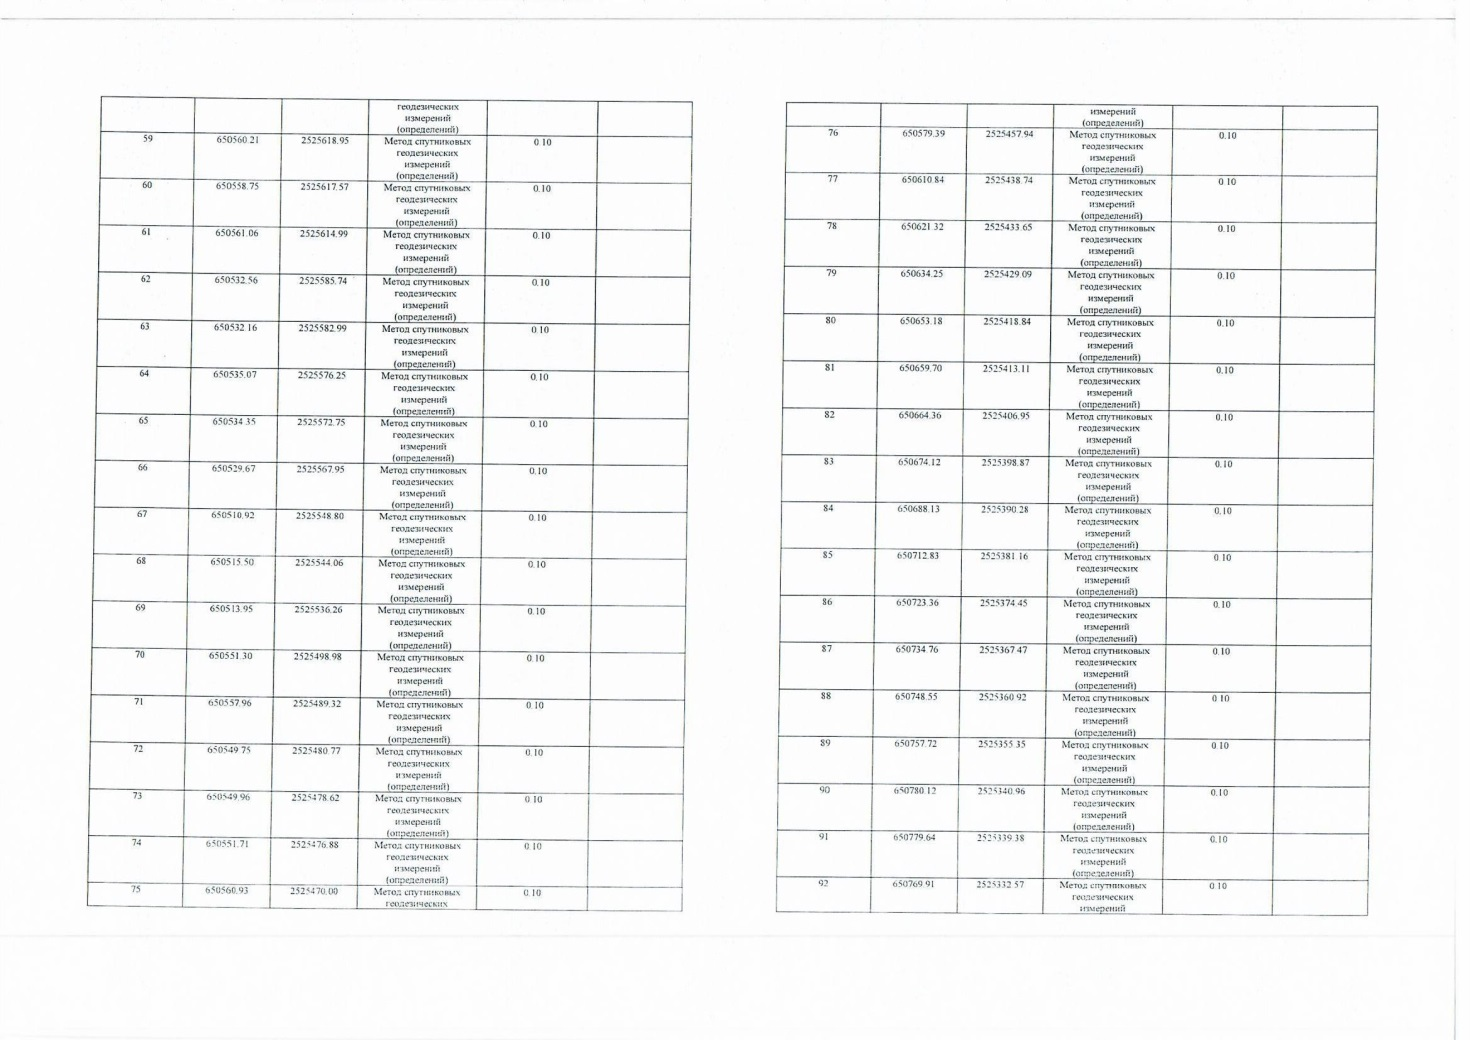 геодезических
измерений
(определений)
59 650560.21 2525618.95 Метод спутниковых 0.10
геодезических
измерений
(определений)
60 650558.75 2525617.57 Метод спутниковых 0.10
геодезических
измерений
(определений)
61 650561.06 2525614.99 Метод спутниковых 0.10
геодезических
измерений
(определений)
62 650532.56 2525585.74 Метод спутниковых 0.10
геодезических
измерений
(определений)
63 650532.16 2525582.99 Метод спутниковых 0.10
геодезических
измерений
(определений)
64 650535.07 2525576.25 Метод спутниковых 0.10
геодезических
измерений
(определений)
65 650534.35 2525572.75 Метод спутниковых 0.10
геодезических
измерений
(определений)
66 650529.67 2525567.95 Метод спутниковых 0.10
геодезических
измерений
(определений)
67 650510.92 2525548.80 Метод спутниковых 0.10
геодезических
измерений
(определений)
68 650515.50 2525544.06 Метод спутниковых 0.10
геодезических
измерений
(определений)
69 650513.95 2525536.26 Метод спутниковых 0.10
геодезических
измерений
(определений)
70 650551.30 2525498.98 Метод спутниковых 0.10
геодезических
измерений
(определений)
71 650557.96 2525489.32 Метод спутниковых 0.10
геодезических
измерений
(определений)
72 650549.75 2525480.77 Метод спутниковых 0.10
геодезических
измерений
(определений)
73 650549.96 2525478.62 Метод спутниковых 0.10
геодезических
измерений
(определений)
74 650551.71 2525476.88 Метод спутниковых 0.10
геодезических
измерений
(определений)
75 650560.93 2525470.00 Метод спутниковых 0.10
геодезических
измерений
(определений)
76 650579.39 2525457.94 Метод спутниковых 0.10
геодезических
измерений
(определений)
77 650610.84 2525438.74 Метод спутниковых 0.10
геодезических
измерений
(определений)
78 650621.32 2525433.65 Метод спутниковых 0.10
геодезических
измерений
(определений)
79 650634.25 2525429.09 Метод спутниковых 0.10
геодезических
измерений
(определений)
80 650653.18 2525418.84 Метод спутниковых 0.10
геодезических
измерений
(определений)
81 650659.70 2525413.11 Метод спутниковых 0.10
геодезических
измерений
(определений)
82 650664.36 2525406.95 Метод спутниковых 0.10
геодезических
измерений
(определений)
83 650674.12 2525398.87 Метод спутниковых 0.10
геодезических
измерений
(определений)
84 650688.13 2525390.28 Метод спутниковых 0.10
геодезических
измерений
(определений)
85 650712.83 2525381.16 Метод спутниковых 0.10
геодезических
измерений
(определений)
86 650723.36 2525374.45 Метод спутниковых 0.10
геодезических
измерений
(определений)
87 650734.76 2525367.47 Метод спутниковых 0.10
геодезических
измерений
(определений)
88 650748.55 2525360.92 Метод спутниковых 0.10
геодезических
измерений
(определений)
89 650757.72 2525355.35 Метод спутниковых 0.10
геодезических
измерений
(определений)
90 650780.12 2525340.96 Метод спутниковых 0.10
геодезических
измерений
(определений)
91 650779.64 2525339.38 Метод спутниковых 0.10
геодезических
измерений
(определений)
92 650769.91 2525332.57 Метод спутниковых 0.10
геодезических
измерений